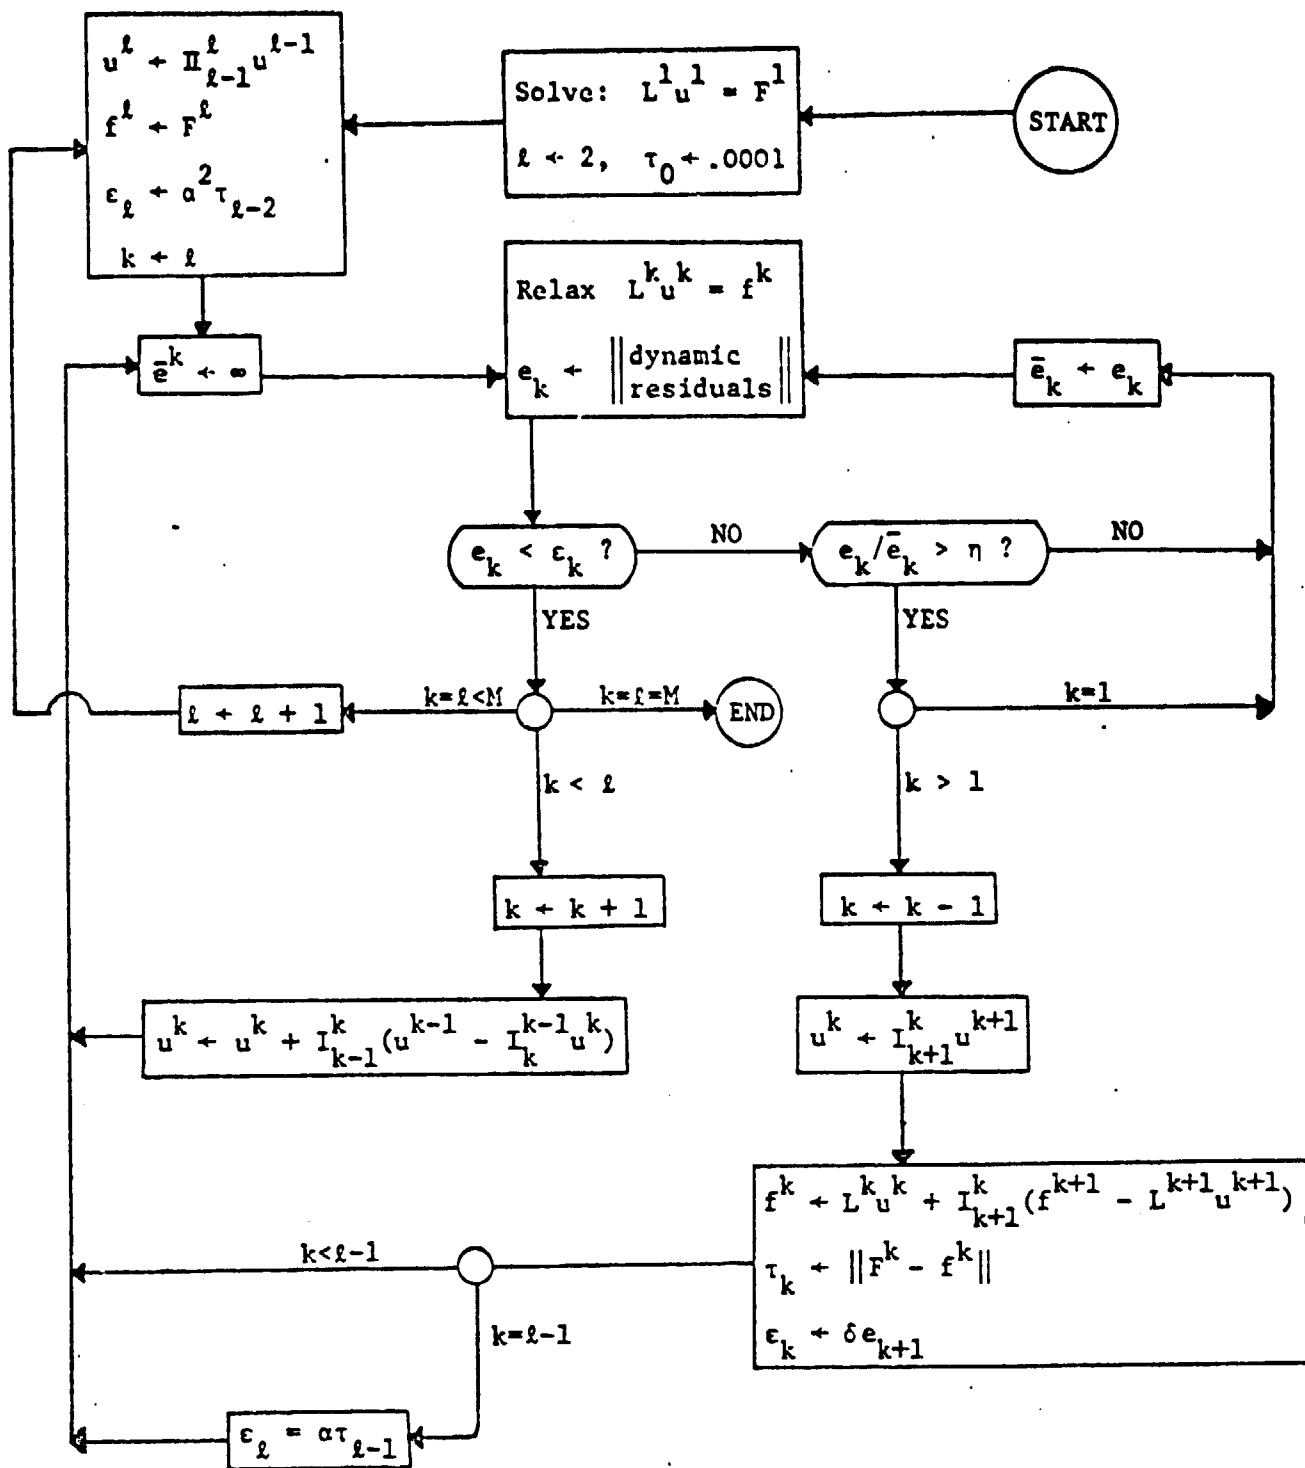 START
Solve: L^1 u^1 = F^1
ℓ ← 2, τ_0 ← .0001
u^ℓ ← Π^ℓ_{ℓ-1} u^{ℓ-1}
f^ℓ ← F^ℓ
ε_ℓ ← α^2 τ_{ℓ-2}
k ← ℓ
ē^k ← ∞
Relax L^k u^k = f^k
e_k ← ||dynamic residuals||
ē_k ← e_k
e_k < ε_k ?
NO
e_k/ē_k > η ?
NO
YES
YES
ℓ ← ℓ + 1
k=ℓ<M
k=ℓ=M
END
k=1
k < ℓ
k > 1
k ← k + 1
k ← k - 1
u^k ← u^k + I^k_{k-1}(u^{k-1} - I^{k-1}_k u^k)
u^k ← I^k_{k+1} u^{k+1}
f^k ← L^k u^k + I^k_{k+1}(f^{k+1} - L^{k+1} u^{k+1})
τ_k ← ||F^k - f^k||
ε_k ← δe_{k+1}
k<ℓ-1
k=ℓ-1
ε_ℓ = ατ_{ℓ-1}